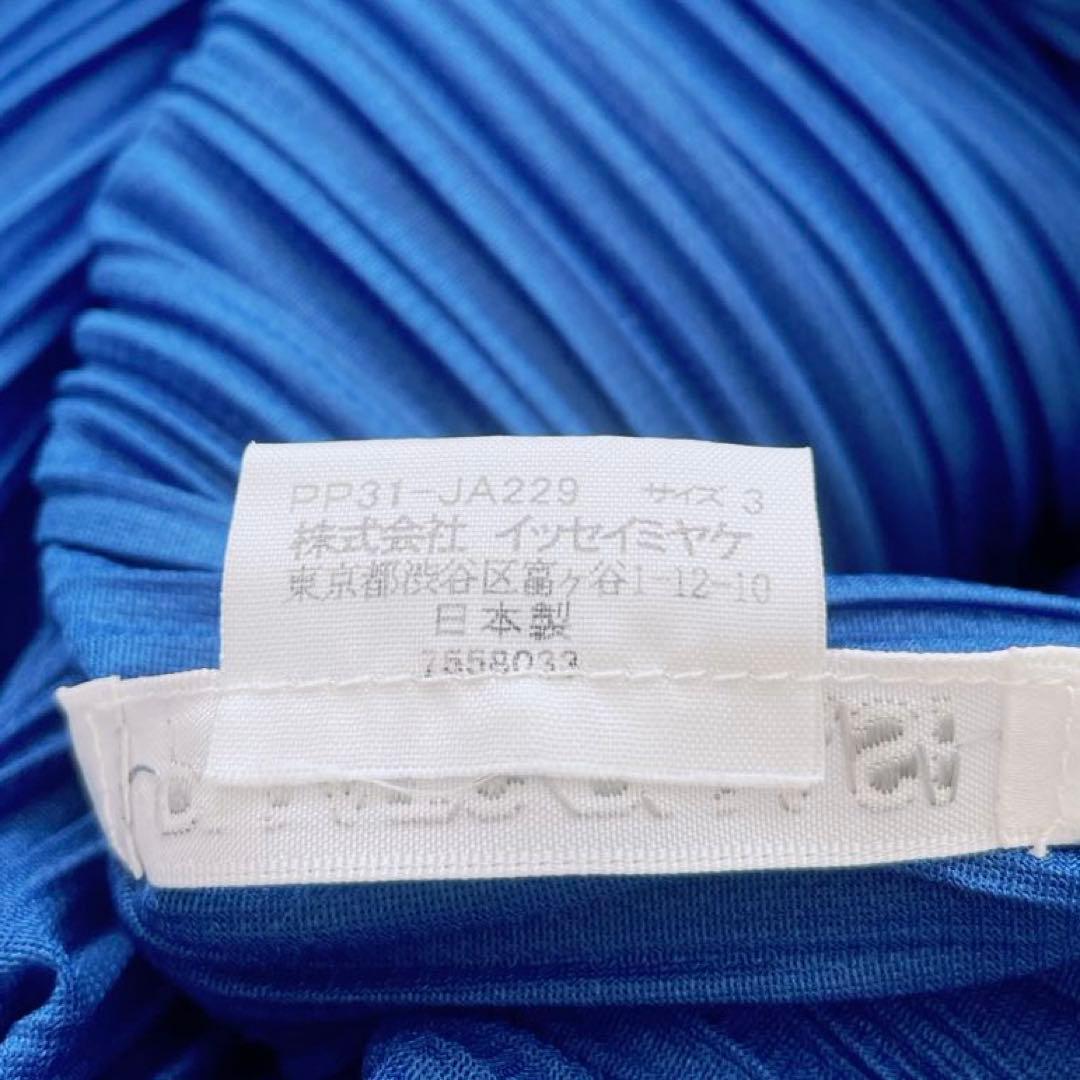 PP31-JA229 サイズ 3
株式会社 イッセイミヤケ
東京都渋谷区富ヶ谷1-12-10
日本製
7558033